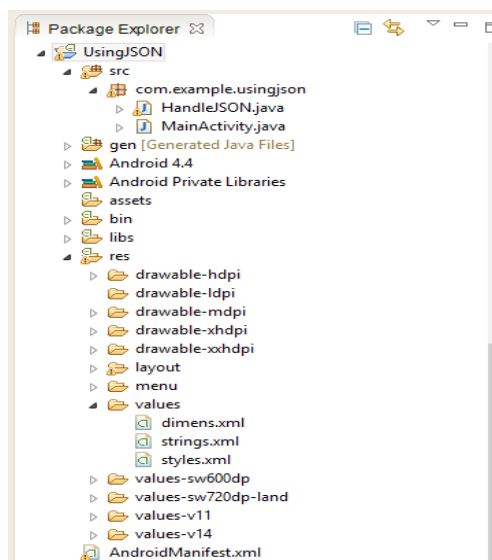 Package Explorer
UsingJSON
src
com.example.usingjson
HandleJSON.java
MainActivity.java
gen [Generated Java Files]
Android 4.4
Android Private Libraries
assets
bin
libs
res
drawable-hdpi
drawable-ldpi
drawable-mdpi
drawable-xhdpi
drawable-xxhdpi
layout
menu
values
dimens.xml
strings.xml
styles.xml
values-sw600dp
values-sw720dp-land
values-v11
values-v14
AndroidManifest.xml